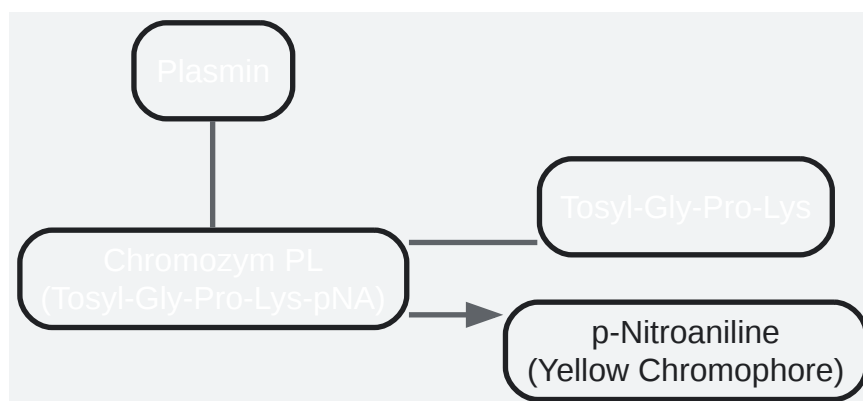 Plasmin
Tosyl-Gly-Pro-Lys
Chromozym PL
(Tosyl-Gly-Pro-Lys-pNA)
p-Nitroaniline
(Yellow Chromophore)